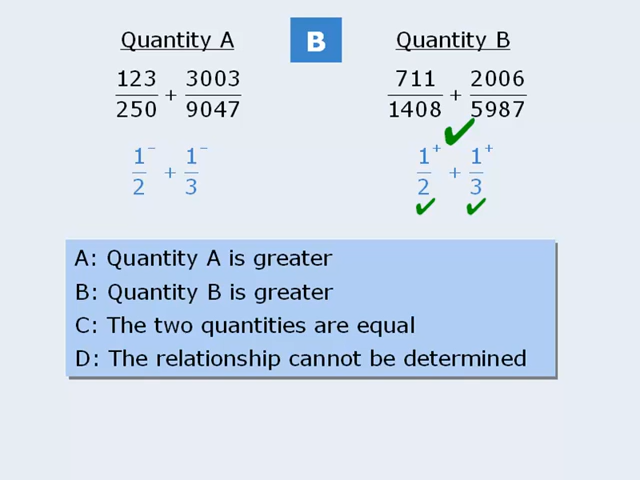 Quantity A
B
Quantity B
123/250 + 3003/9047
711/1408 + 2006/5987
1⁻/2 + 1⁻/3
1⁺/2 + 1⁺/3
A: Quantity A is greater
B: Quantity B is greater
C: The two quantities are equal
D: The relationship cannot be determined